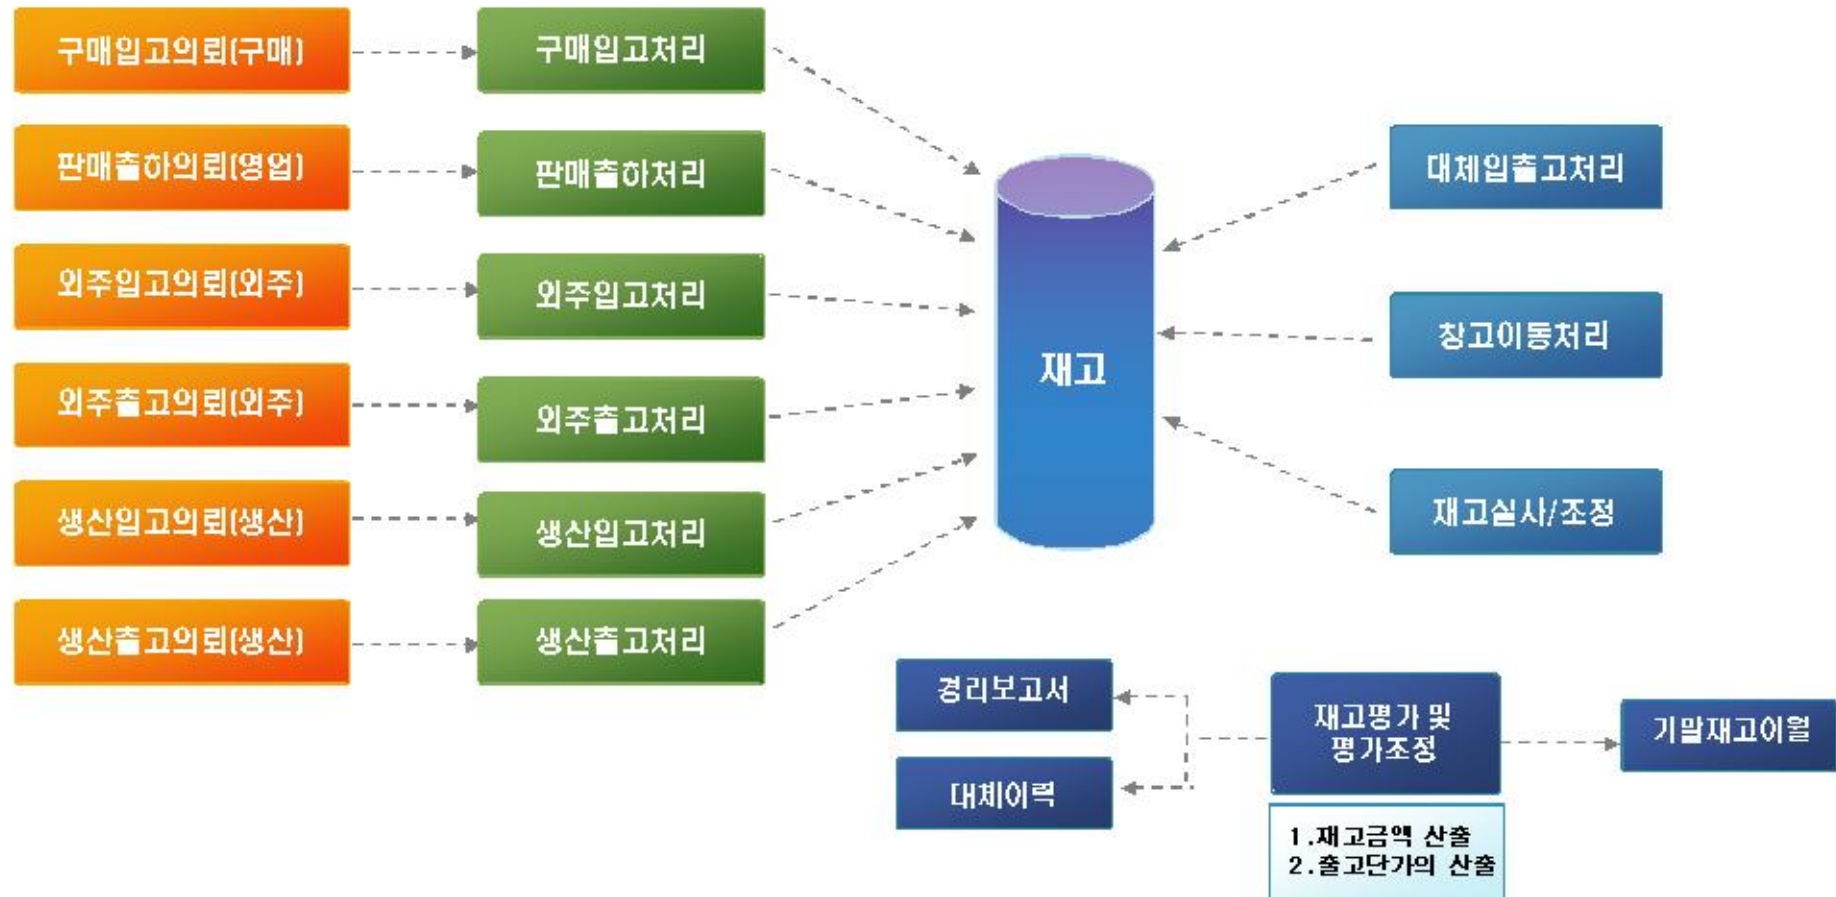 구매입고의뢰(구매)
구매입고처리
판매출하의뢰(영업)
판매출하처리
외주입고의뢰(외주)
외주입고처리
외주출고의뢰(외주)
외주출고처리
생산입고의뢰(생산)
생산입고처리
생산출고의뢰(생산)
생산출고처리
재고
대체입출고처리
창고이동처리
재고실사/조정
경리보고서
대체이력
재고평가 및
평가조정
기말재고이월
1.재고금액 산출
2.출고단가의 산출